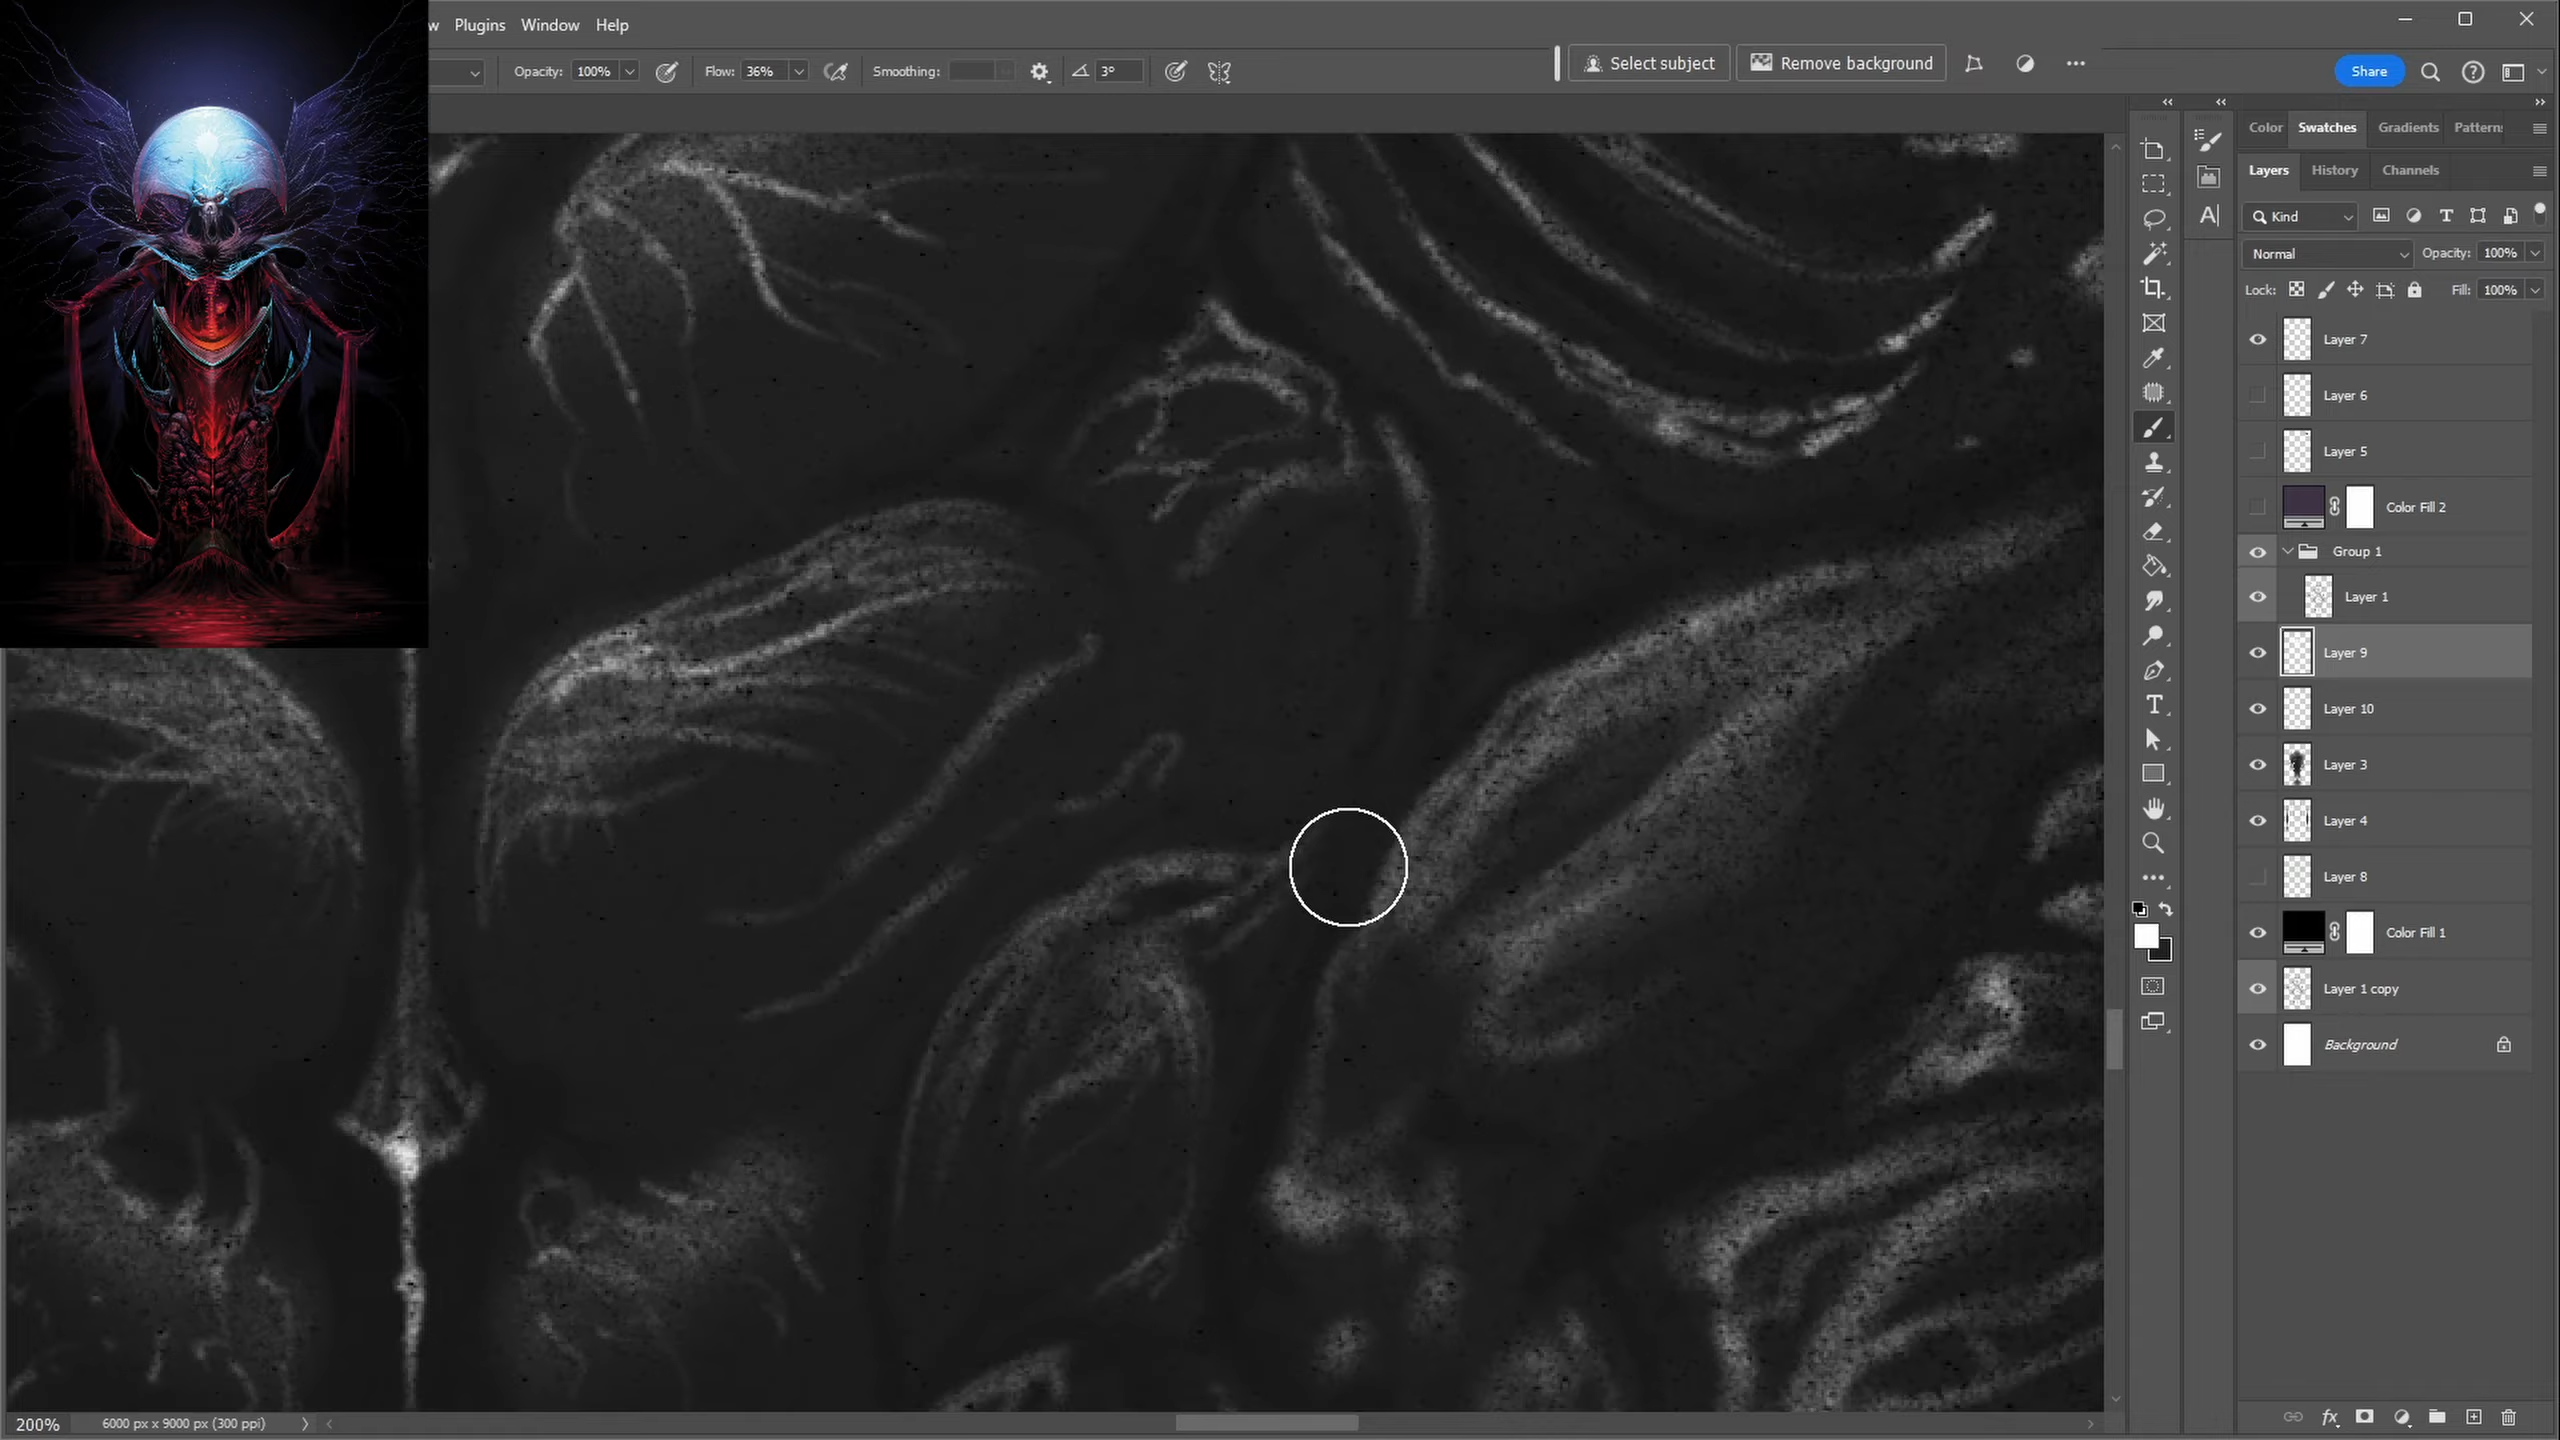 w Plugins Window Help
Opacity: 100% Flow: 36% Smoothing: 3° Select subject Remove background Share
Color Swatches Gradients Pattern
Layers History Channels
Kind
Normal Opacity: 100%
Lock: Fill: 100%
Layer 7
Layer 6
Layer 5
Color Fill 2
Group 1
Layer 1
Layer 9
Layer 10
Layer 3
Layer 4
Layer 8
Color Fill 1
Layer 1 copy
Background
200% 6000 px x 9000 px (300 ppi)